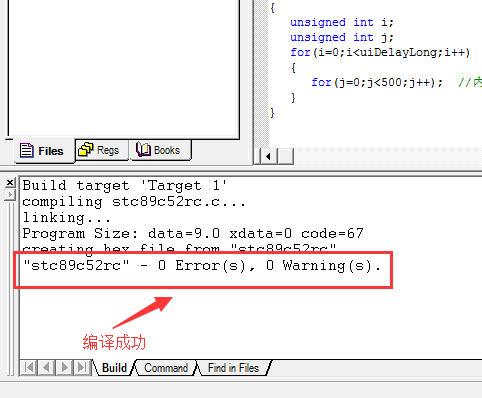 {
unsigned int i;
unsigned int j;
for(i=0;i<uiDelayLong;i++)
{
for(j=0;j<500;j++); //内
}
}
Files Regs Books
Build target 'Target 1'
compiling stc89c52rc.c...
linking...
Program Size: data=9.0 xdata=0 code=67
creating hex file from "stc89c52rc"
"stc89c52rc" - 0 Error(s), 0 Warning(s).
编译成功
Build Command Find in Files